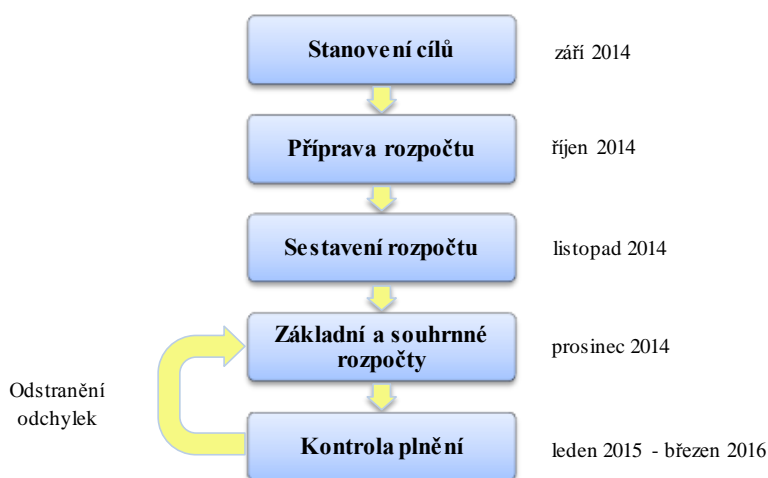 Stanovení cílů
září 2014
Příprava rozpočtu
říjen 2014
Sestavení rozpočtu
listopad 2014
Základní a souhrnné
rozpočty
prosinec 2014
Odstranění
odchylek
Kontrola plnění
leden 2015 - březen 2016